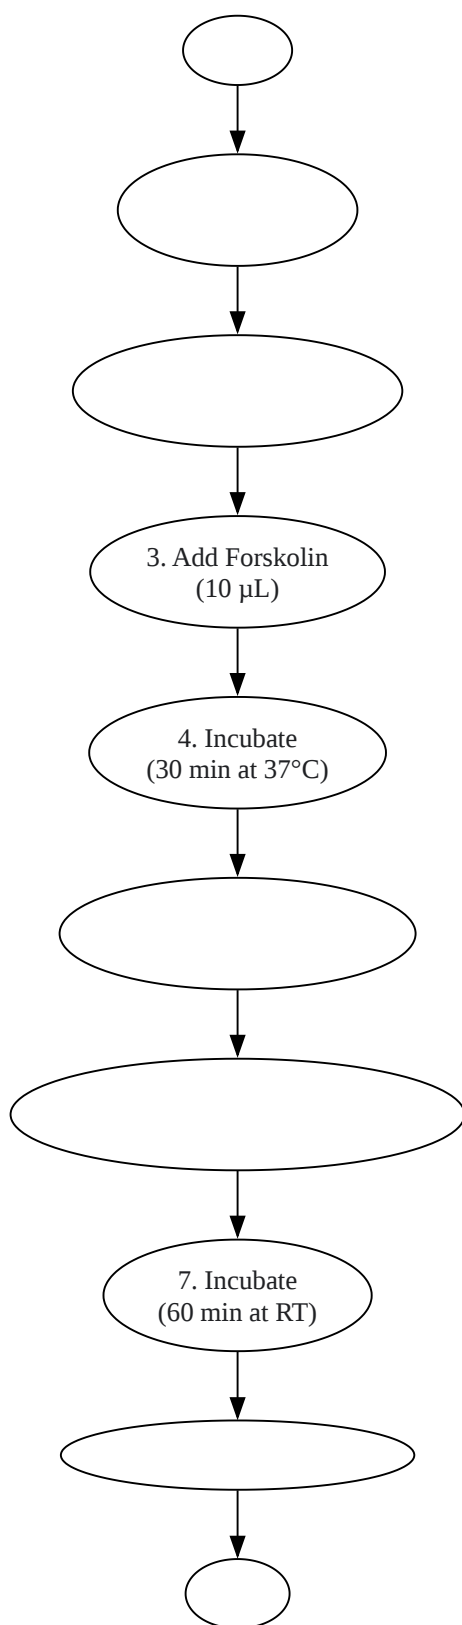 3. Add Forskolin
(10 µL)
4. Incubate
(30 min at 37°C)
7. Incubate
(60 min at RT)